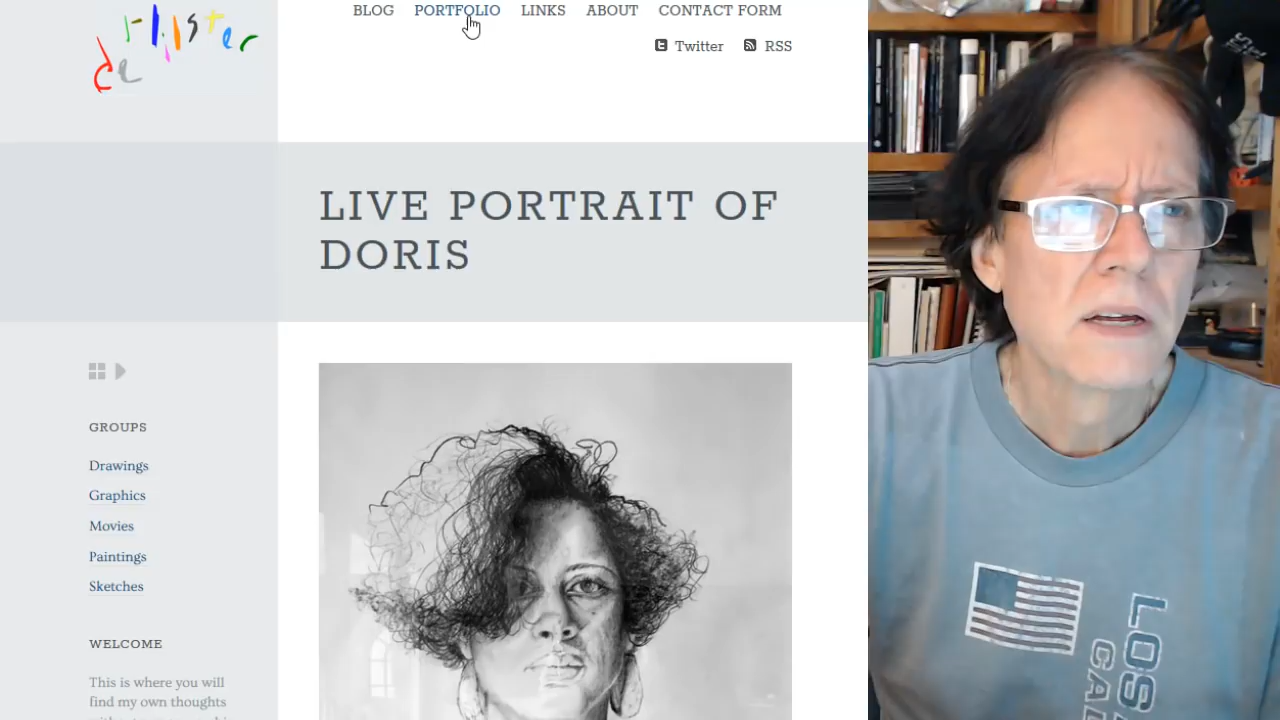 BLOG PORTFOLIO LINKS ABOUT CONTACT FORM
Twitter RSS
LIVE PORTRAIT OF
DORIS
GROUPS
Drawings
Graphics
Movies
Paintings
Sketches
WELCOME
This is where you will
find my own thoughts